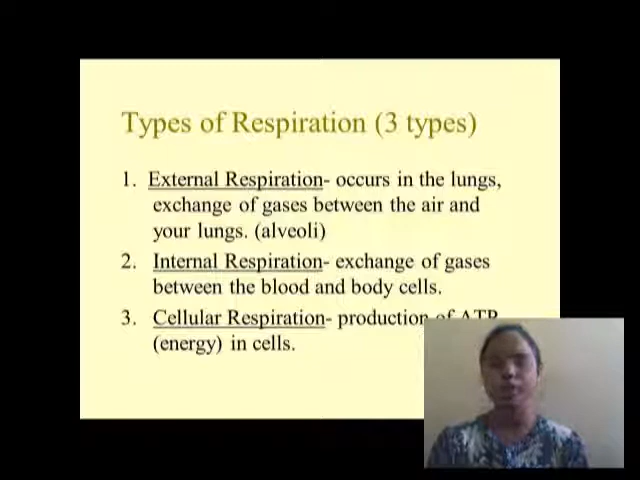 Types of Respiration (3 types)
1. External Respiration- occurs in the lungs,
exchange of gases between the air and
your lungs. (alveoli)
2. Internal Respiration- exchange of gases
between the blood and body cells.
3. Cellular Respiration- production of ATP
(energy) in cells.